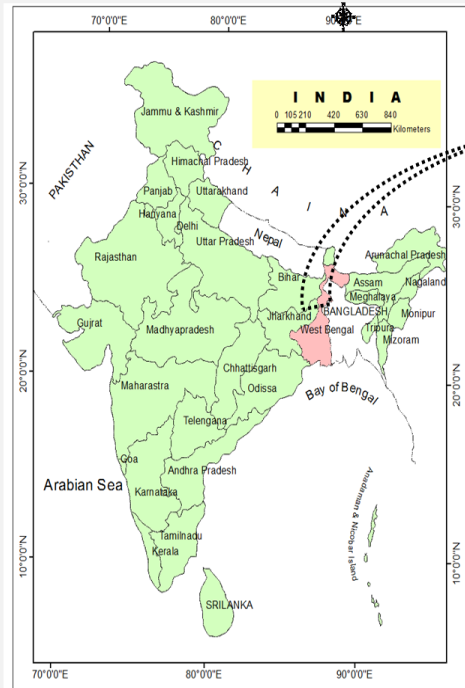 70°0'0"E 80°0'0"E 90°0'0"E
I N D I A
0 105 210 420 630 840
Kilometers
Jammu & Kashmir
PAKISTHAN
C H A I N A
Himachal Pradesh
30°0'0"N
30°0'0"N
Panjab
Uttarakhand
Haryana
Delhi
Nepal
Uttar Pradesh
Arunachal Pradesh
Rajasthan
Bihar
Assam
Nagaland
Meghalaya
Gujrat
Madhyapradesh
Jharkhand
BANGLADESH
Monipur
West Bengal
Tripura
Mizoram
20°0'0"N
20°0'0"N
Chhattisgarh
Maharastra
Odissa
Bay of Bengal
Telengana
Goa
Andhra Pradesh
Arabian Sea
Karnataka
Anadaman & Nicobar Island
Tamilnadu
Kerala
10°0'0"N
10°0'0"N
SRILANKA
70°0'0"E 80°0'0"E 90°0'0"E